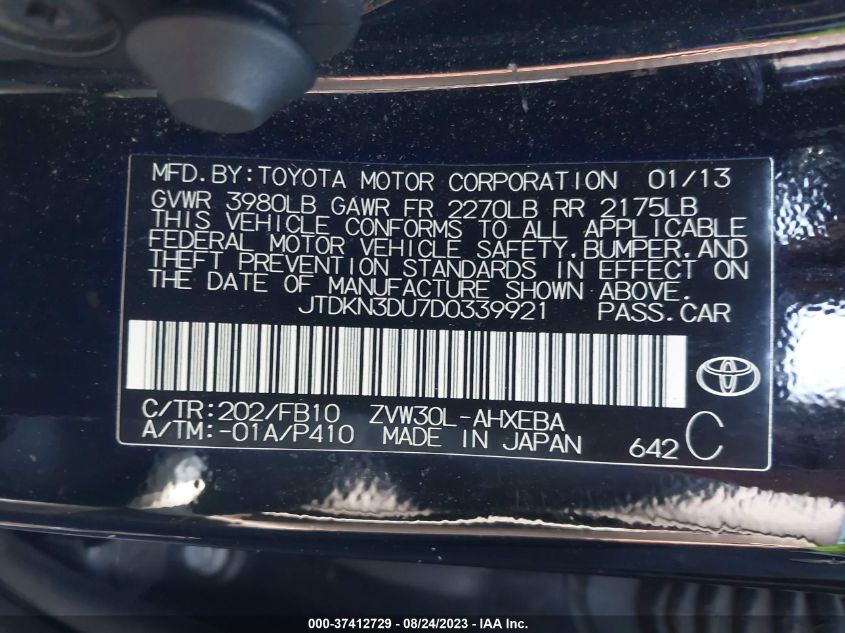 MFD.BY:TOYOTA MOTOR CORPORATION 01/13
GVWR 3980LB GAWR FR 2270LB RR 2175LB
THIS VEHICLE CONFORMS TO ALL APPLICABLE
FEDERAL MOTOR VEHICLE SAFETY,BUMPER,AND
THEFT PREVENTION STANDARDS IN EFFECT ON
THE DATE OF MANUFACTURE SHOWN ABOVE.
JTDKN3DU7D0339921 PASS.CAR
C/TR:202/FB10 ZVW30L-AHXEBA
A/TM:-01A/P410 MADE IN JAPAN 642 C
000-37412729 - 08/24/2023 - IAA Inc.